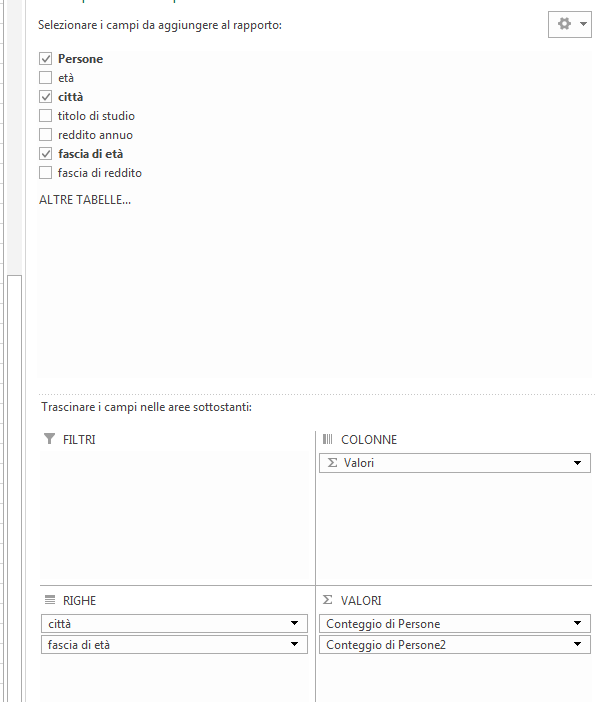 Selezionare i campi da aggiungere al rapporto:
Persone
età
città
titolo di studio
reddito annuo
fascia di età
fascia di reddito
ALTRE TABELLE...
Trascinare i campi nelle aree sottostanti:
FILTRI
COLONNE
Σ Valori
RIGHE
città
fascia di età
Σ VALORI
Conteggio di Persone
Conteggio di Persone2